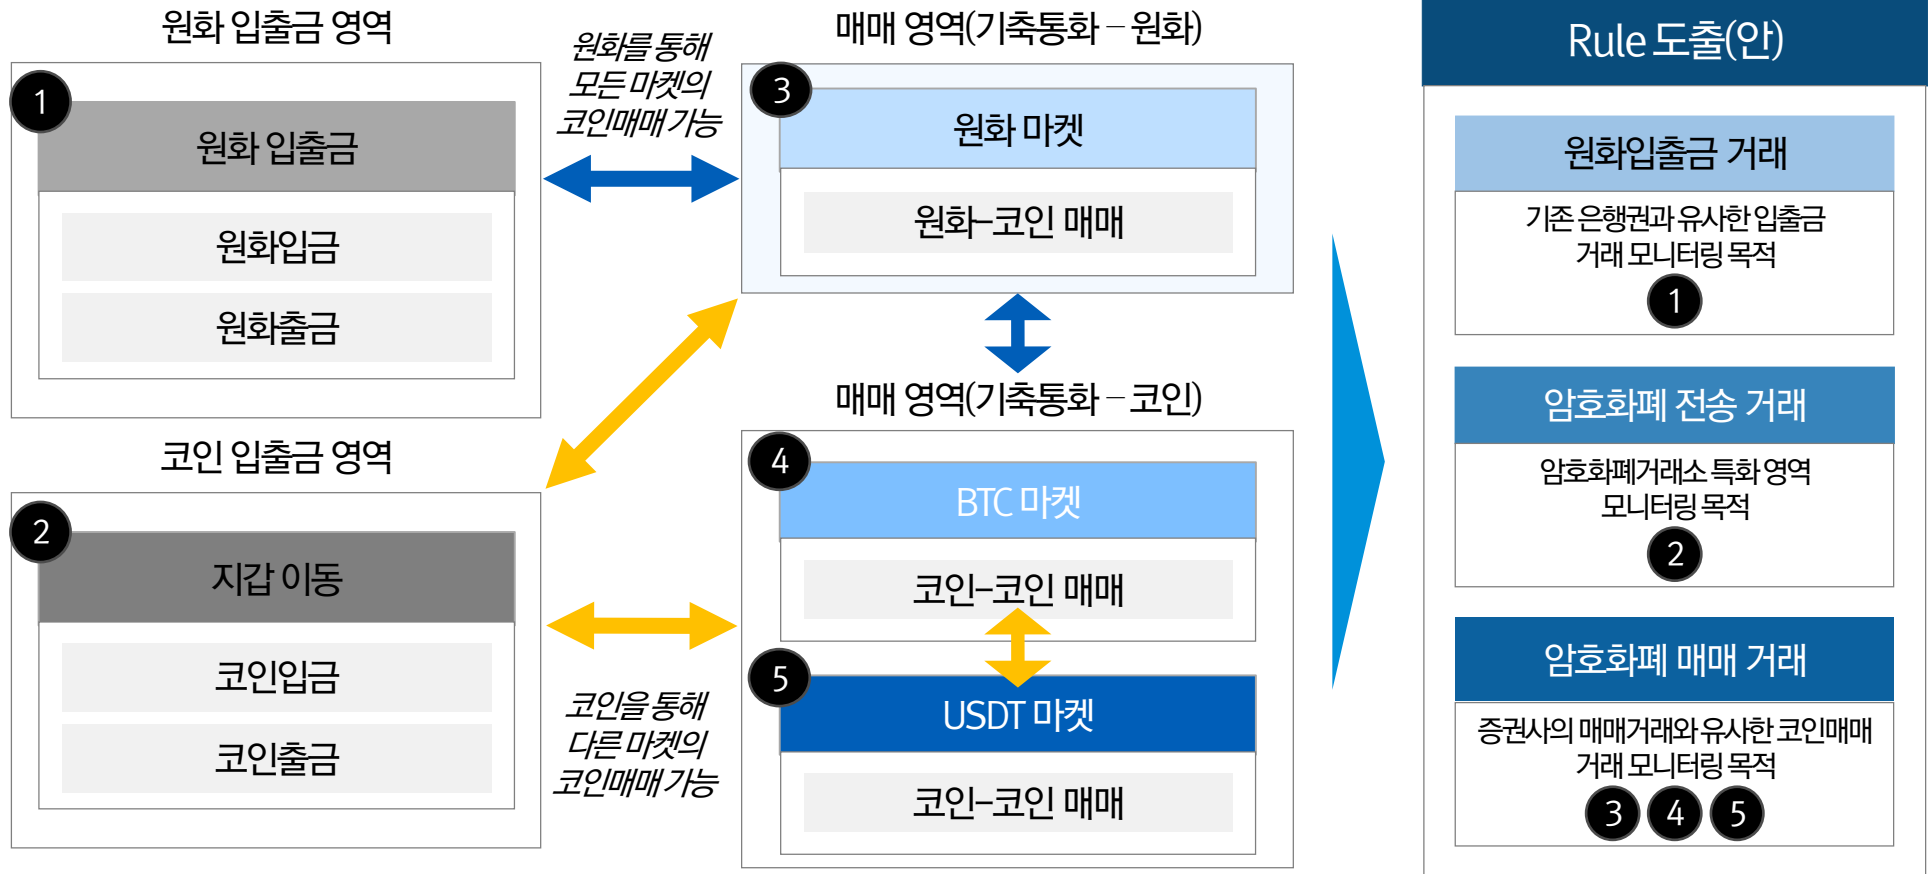 원화 입출금 영역
1
원화 입출금
원화입금
원화출금
코인 입출금 영역
2
지갑 이동
코인입금
코인출금
원화를 통해
모든 마켓의
코인매매 가능
코인을 통해
다른 마켓의
코인매매 가능
매매 영역(기축통화 – 원화)
3
원화 마켓
원화-코인 매매
매매 영역(기축통화 – 코인)
4
BTC 마켓
코인-코인 매매
5
USDT 마켓
코인-코인 매매
Rule 도출(안)
원화입출금 거래
기존 은행권과 유사한 입출금
거래 모니터링 목적
1
암호화폐 전송 거래
암호화폐거래소 특화 영역
모니터링 목적
2
암호화폐 매매 거래
증권사의 매매거래와 유사한 코인매매
거래 모니터링 목적
3 4 5